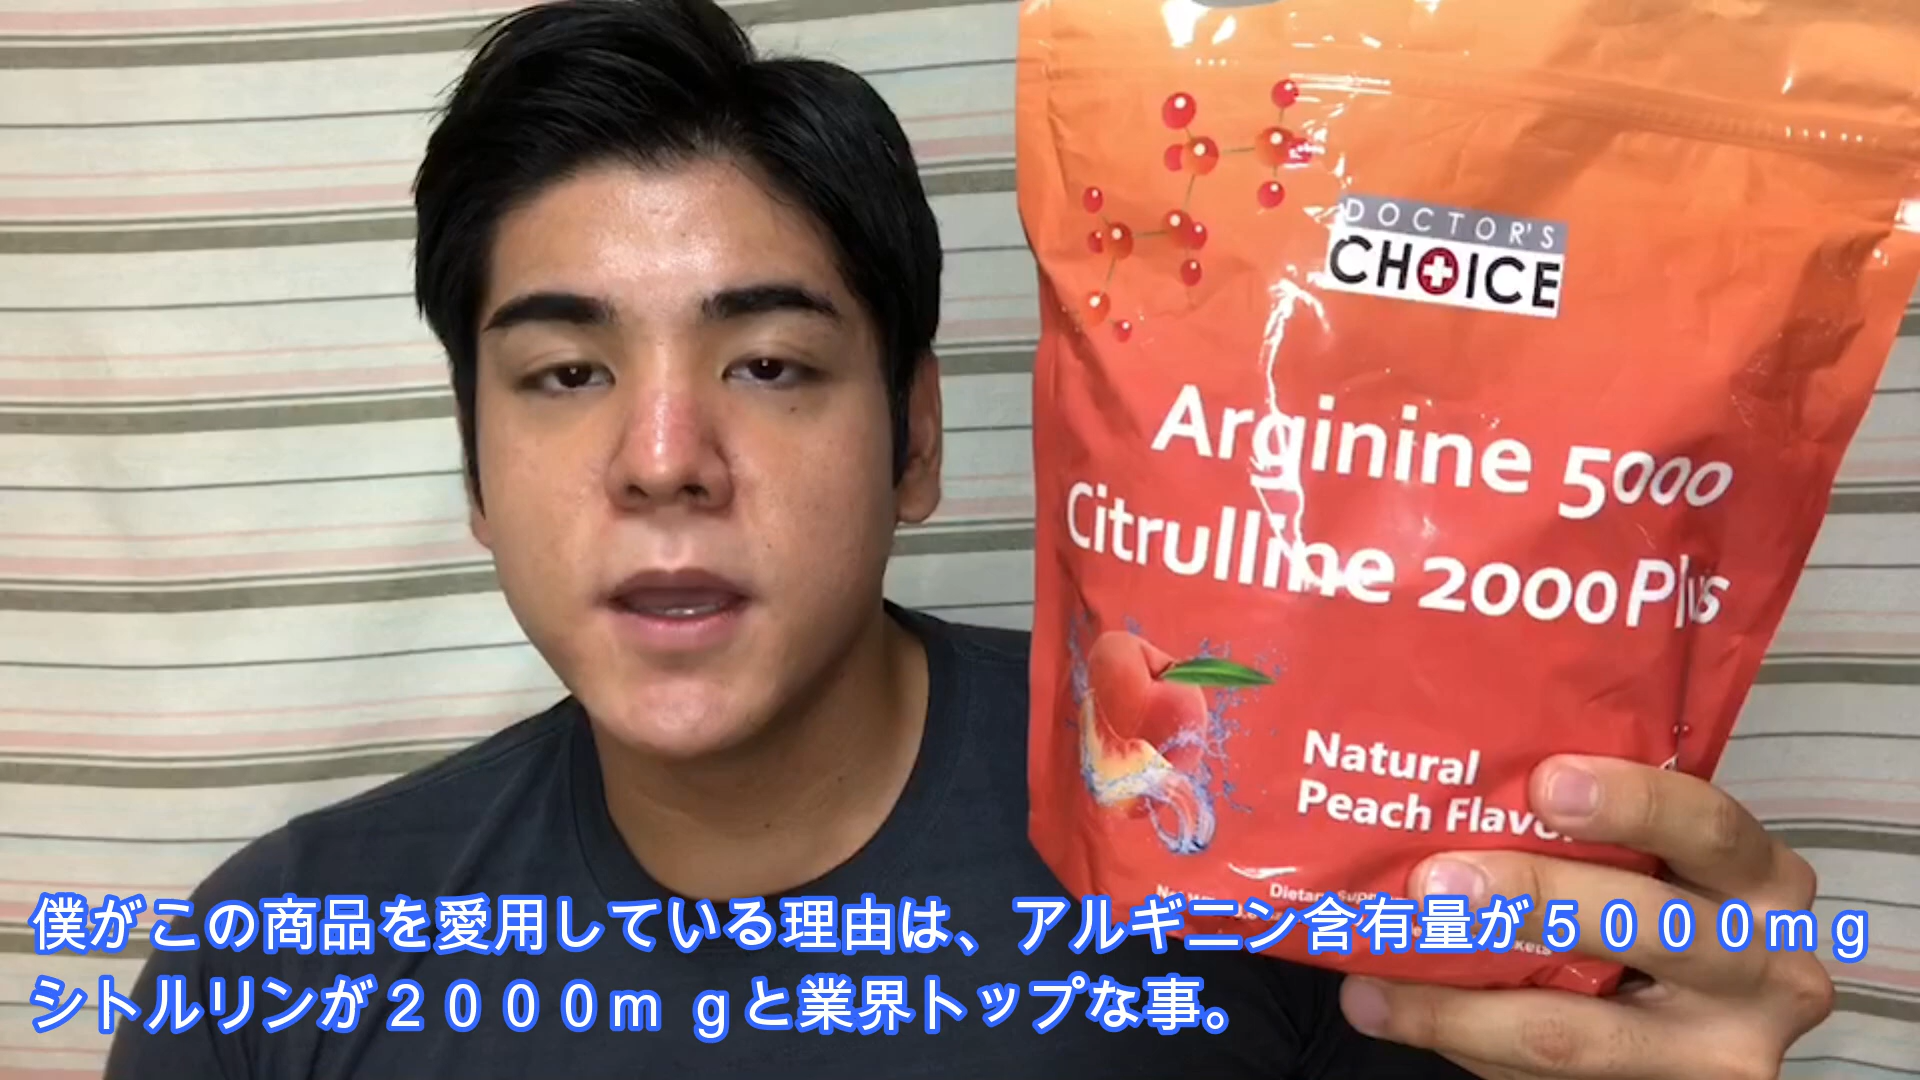 DOCTOR'S
CHOICE
Arginine 5000
Citrulline 2000 Plus
Natural
Peach Flavor
僕がこの商品を愛用している理由は、アルギニン含有量が５０００ｍｇ
シトルリンが２０００ｍ ｇと業界トップな事。